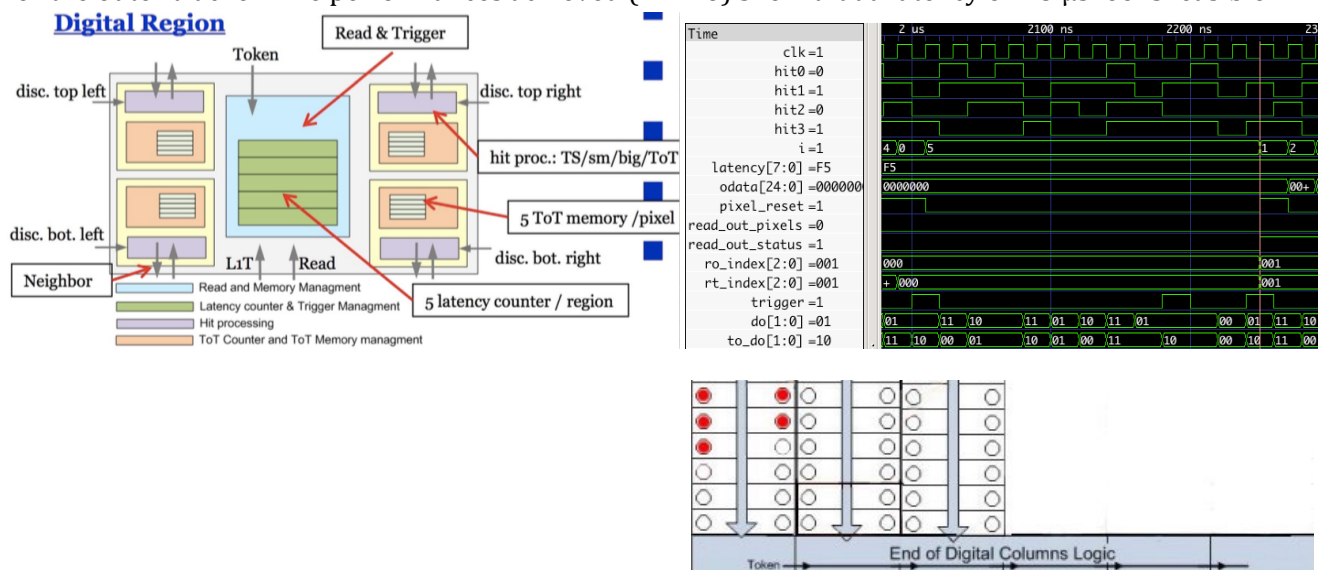 Digital Region
Read & Trigger
Token
disc. top left
disc. top right
hit proc.: TS/sm/big/ToT
5 ToT memory /pixel
disc. bot. left
disc. bot. right
Neighbor
L1T
Read
5 latency counter / region
Read and Memory Managment
Latency counter & Trigger Managment
Hit processing
ToT Counter and ToT Memory managment
Time
2 us 2100 ns 2200 ns 23
clk =1
hit0 =0
hit1 =1
hit2 =0
hit3 =1
i =1 4 0 5 1 2
latency[7:0] =F5 F5
odata[24:0] =0000000 0000000 00+
pixel_reset =1
read_out_pixels =0
read_out_status =1
ro_index[2:0] =001 000 001
rt_index[2:0] =001 + 000 001
trigger =1
do[1:0] =01 01 11 10 11 01 10 11 01 00 01 11 10
to_do[1:0] =10 11 10 00 01 10 01 00 11 10 00 10 11 00
End of Digital Columns Logic
Token